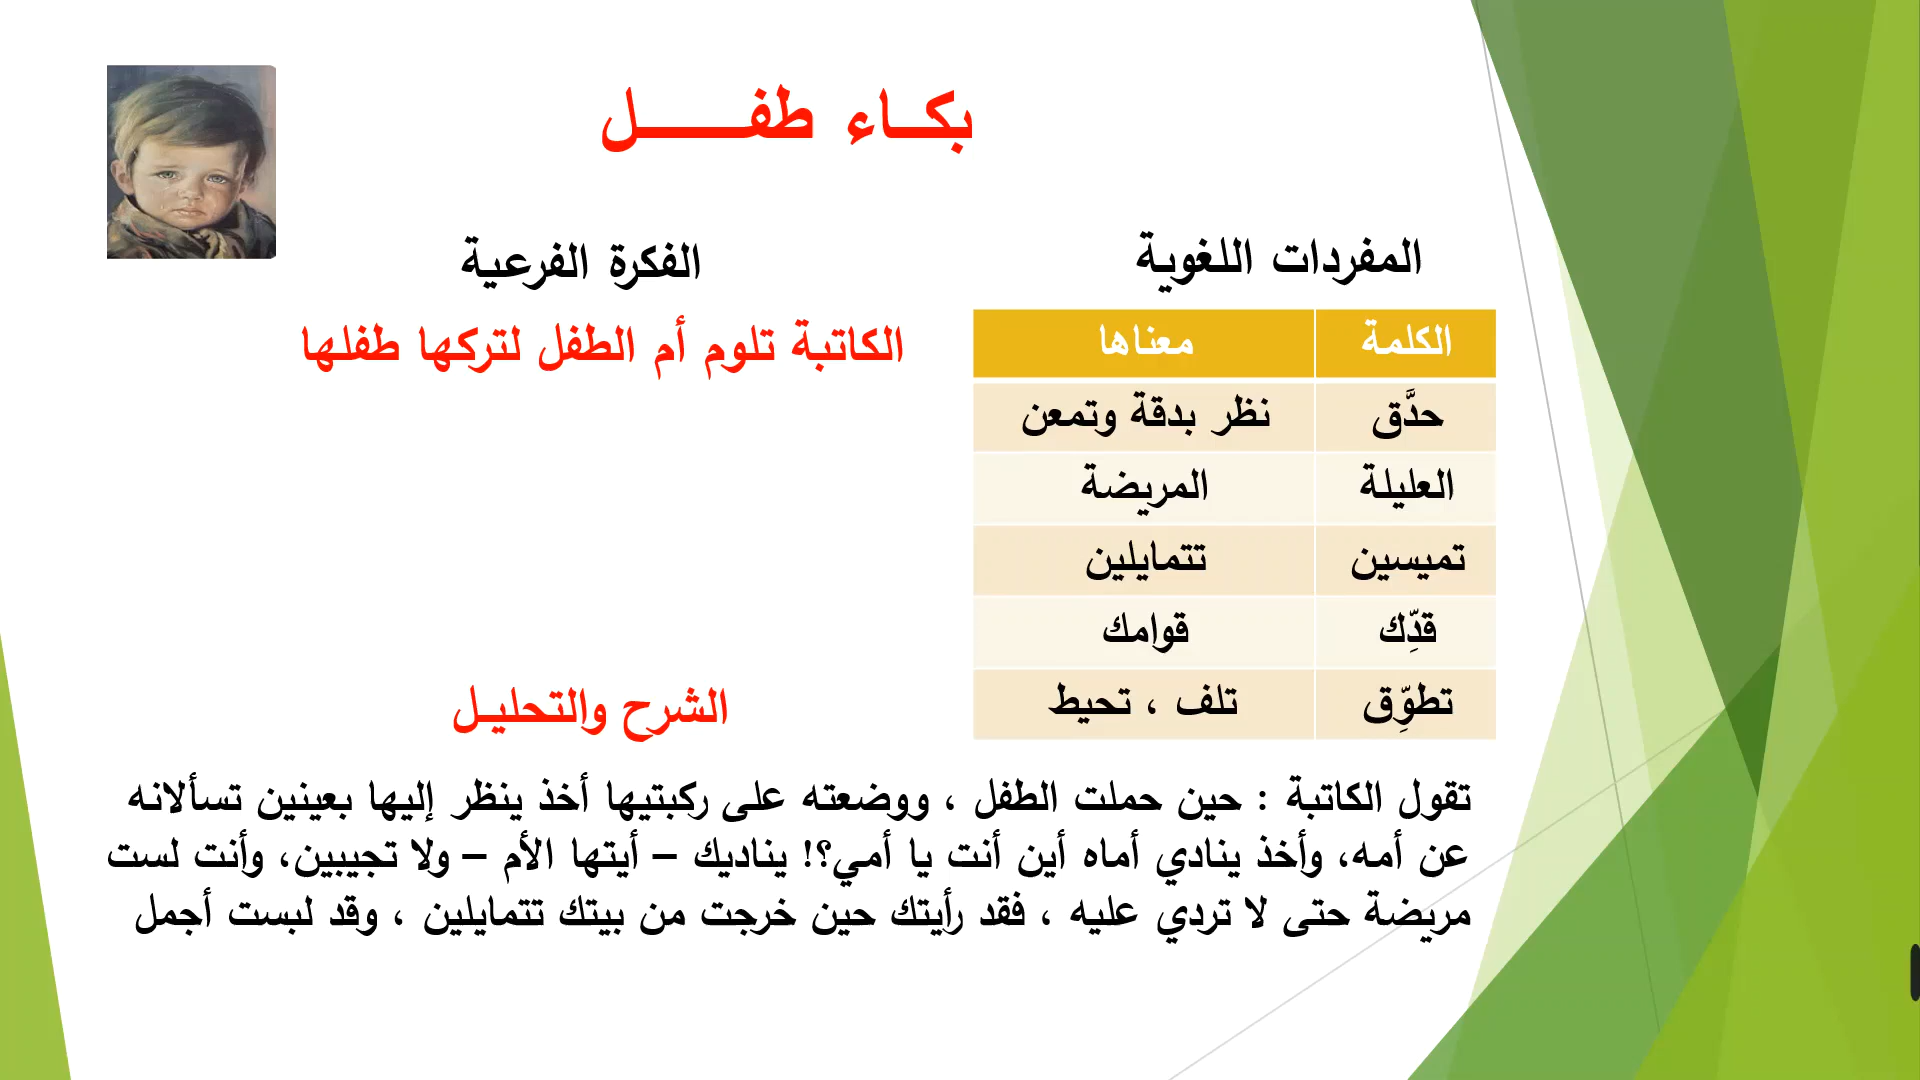 بكاء طفل
المفردات اللغوية
الكلمة معناها
حدَّق نظر بدقة وتمعن
العليلة المريضة
تميسين تتمايلين
قدِّك قوامك
تطوِّق تلف ، تحيط
الفكرة الفرعية
الكاتبة تلوم أم الطفل لتركها طفلها
الشرح والتحليل
تقول الكاتبة : حين حملت الطفل ، ووضعته على ركبتيها أخذ ينظر إليها بعينين تسألانه
عن أمه، وأخذ ينادي أماه أين أنت يا أمي؟! يناديك – أيتها الأم – ولا تجيبين، وأنت لست
مريضة حتى لا تردي عليه ، فقد رأيتك حين خرجت من بيتك تتمايلين ، وقد لبست أجمل